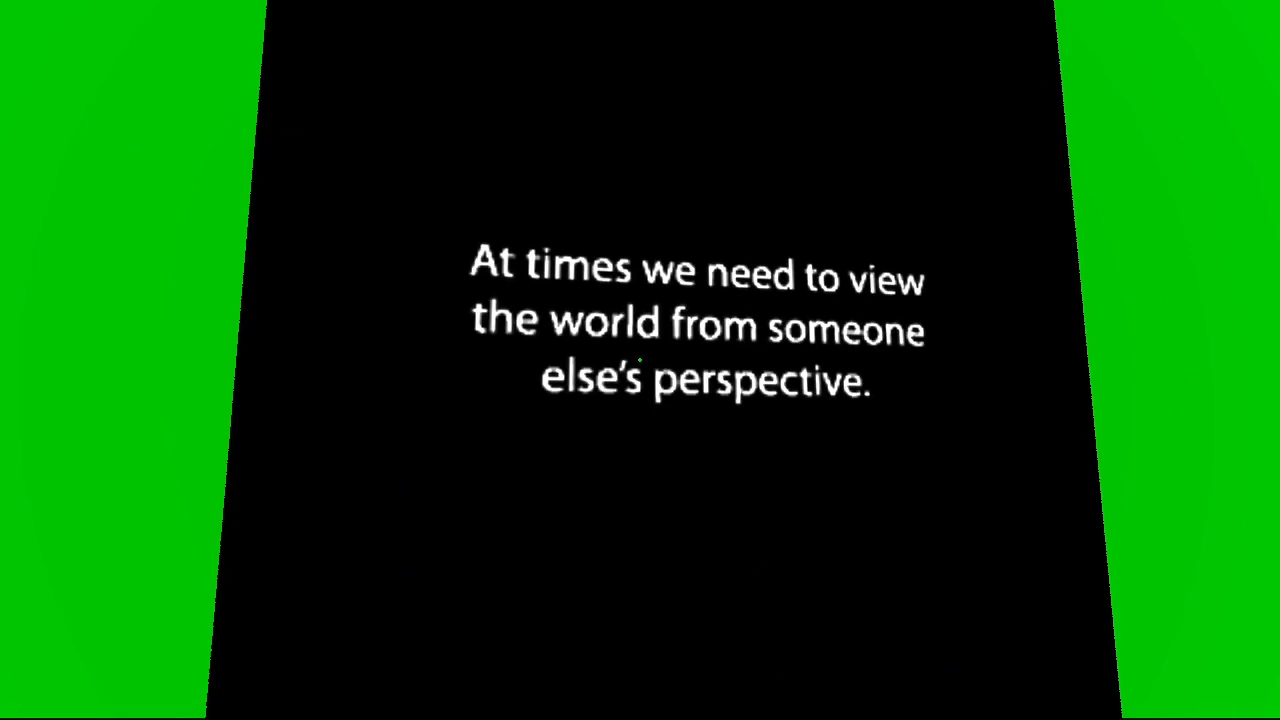 At times we need to view
the world from someone
else's perspective.